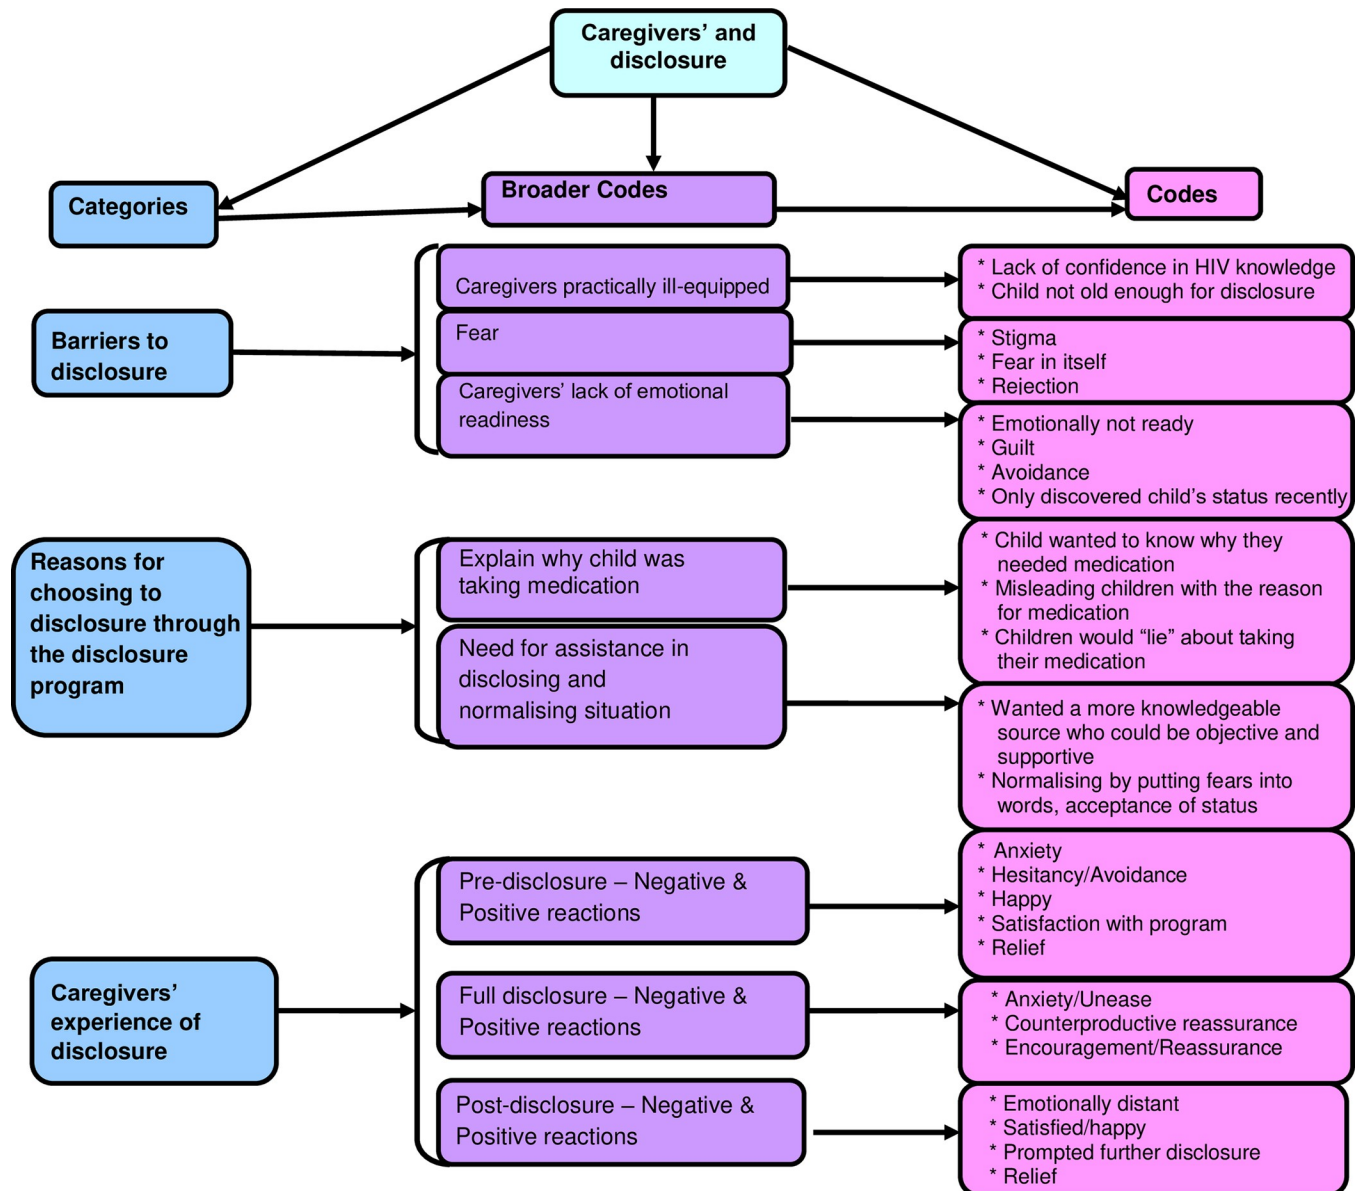 Caregivers’ and
disclosure
Categories
Broader Codes
Codes
Barriers to
disclosure
Caregivers practically ill-equipped
* Lack of confidence in HIV knowledge
* Child not old enough for disclosure
Fear
* Stigma
* Fear in itself
* Rejection
Caregivers’ lack of emotional
readiness
* Emotionally not ready
* Guilt
* Avoidance
* Only discovered child’s status recently
Reasons for
choosing to
disclosure through
the disclosure
program
Explain why child was
taking medication
* Child wanted to know why they
needed medication
* Misleading children with the reason
for medication
* Children would “lie” about taking
their medication
Need for assistance in
disclosing and
normalising situation
* Wanted a more knowledgeable
source who could be objective and
supportive
* Normalising by putting fears into
words, acceptance of status
Caregivers’
experience of
disclosure
Pre-disclosure – Negative &
Positive reactions
* Anxiety
* Hesitancy/Avoidance
* Happy
* Satisfaction with program
* Relief
Full disclosure – Negative &
Positive reactions
* Anxiety/Unease
* Counterproductive reassurance
* Encouragement/Reassurance
Post-disclosure – Negative &
Positive reactions
* Emotionally distant
* Satisfied/happy
* Prompted further disclosure
* Relief